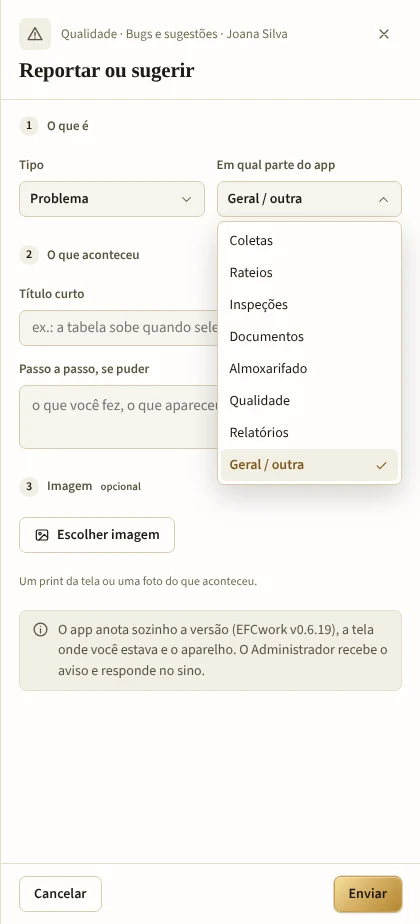 Qualidade · Bugs e sugestões · Joana Silva
Reportar ou sugerir
1 O que é
Tipo
Em qual parte do app
Problema
Geral / outra
Coletas
Rateios
Inspeções
Documentos
Almoxarifado
Qualidade
Relatórios
Geral / outra
2 O que aconteceu
Título curto
ex.: a tabela sobe quando sele
Passo a passo, se puder
o que você fez, o que apareceu
3 Imagem opcional
Escolher imagem
Um print da tela ou uma foto do que aconteceu.
O app anota sozinho a versão (EFCwork v0.6.19), a tela
onde você estava e o aparelho. O Administrador recebe o
aviso e responde no sino.
Cancelar
Enviar